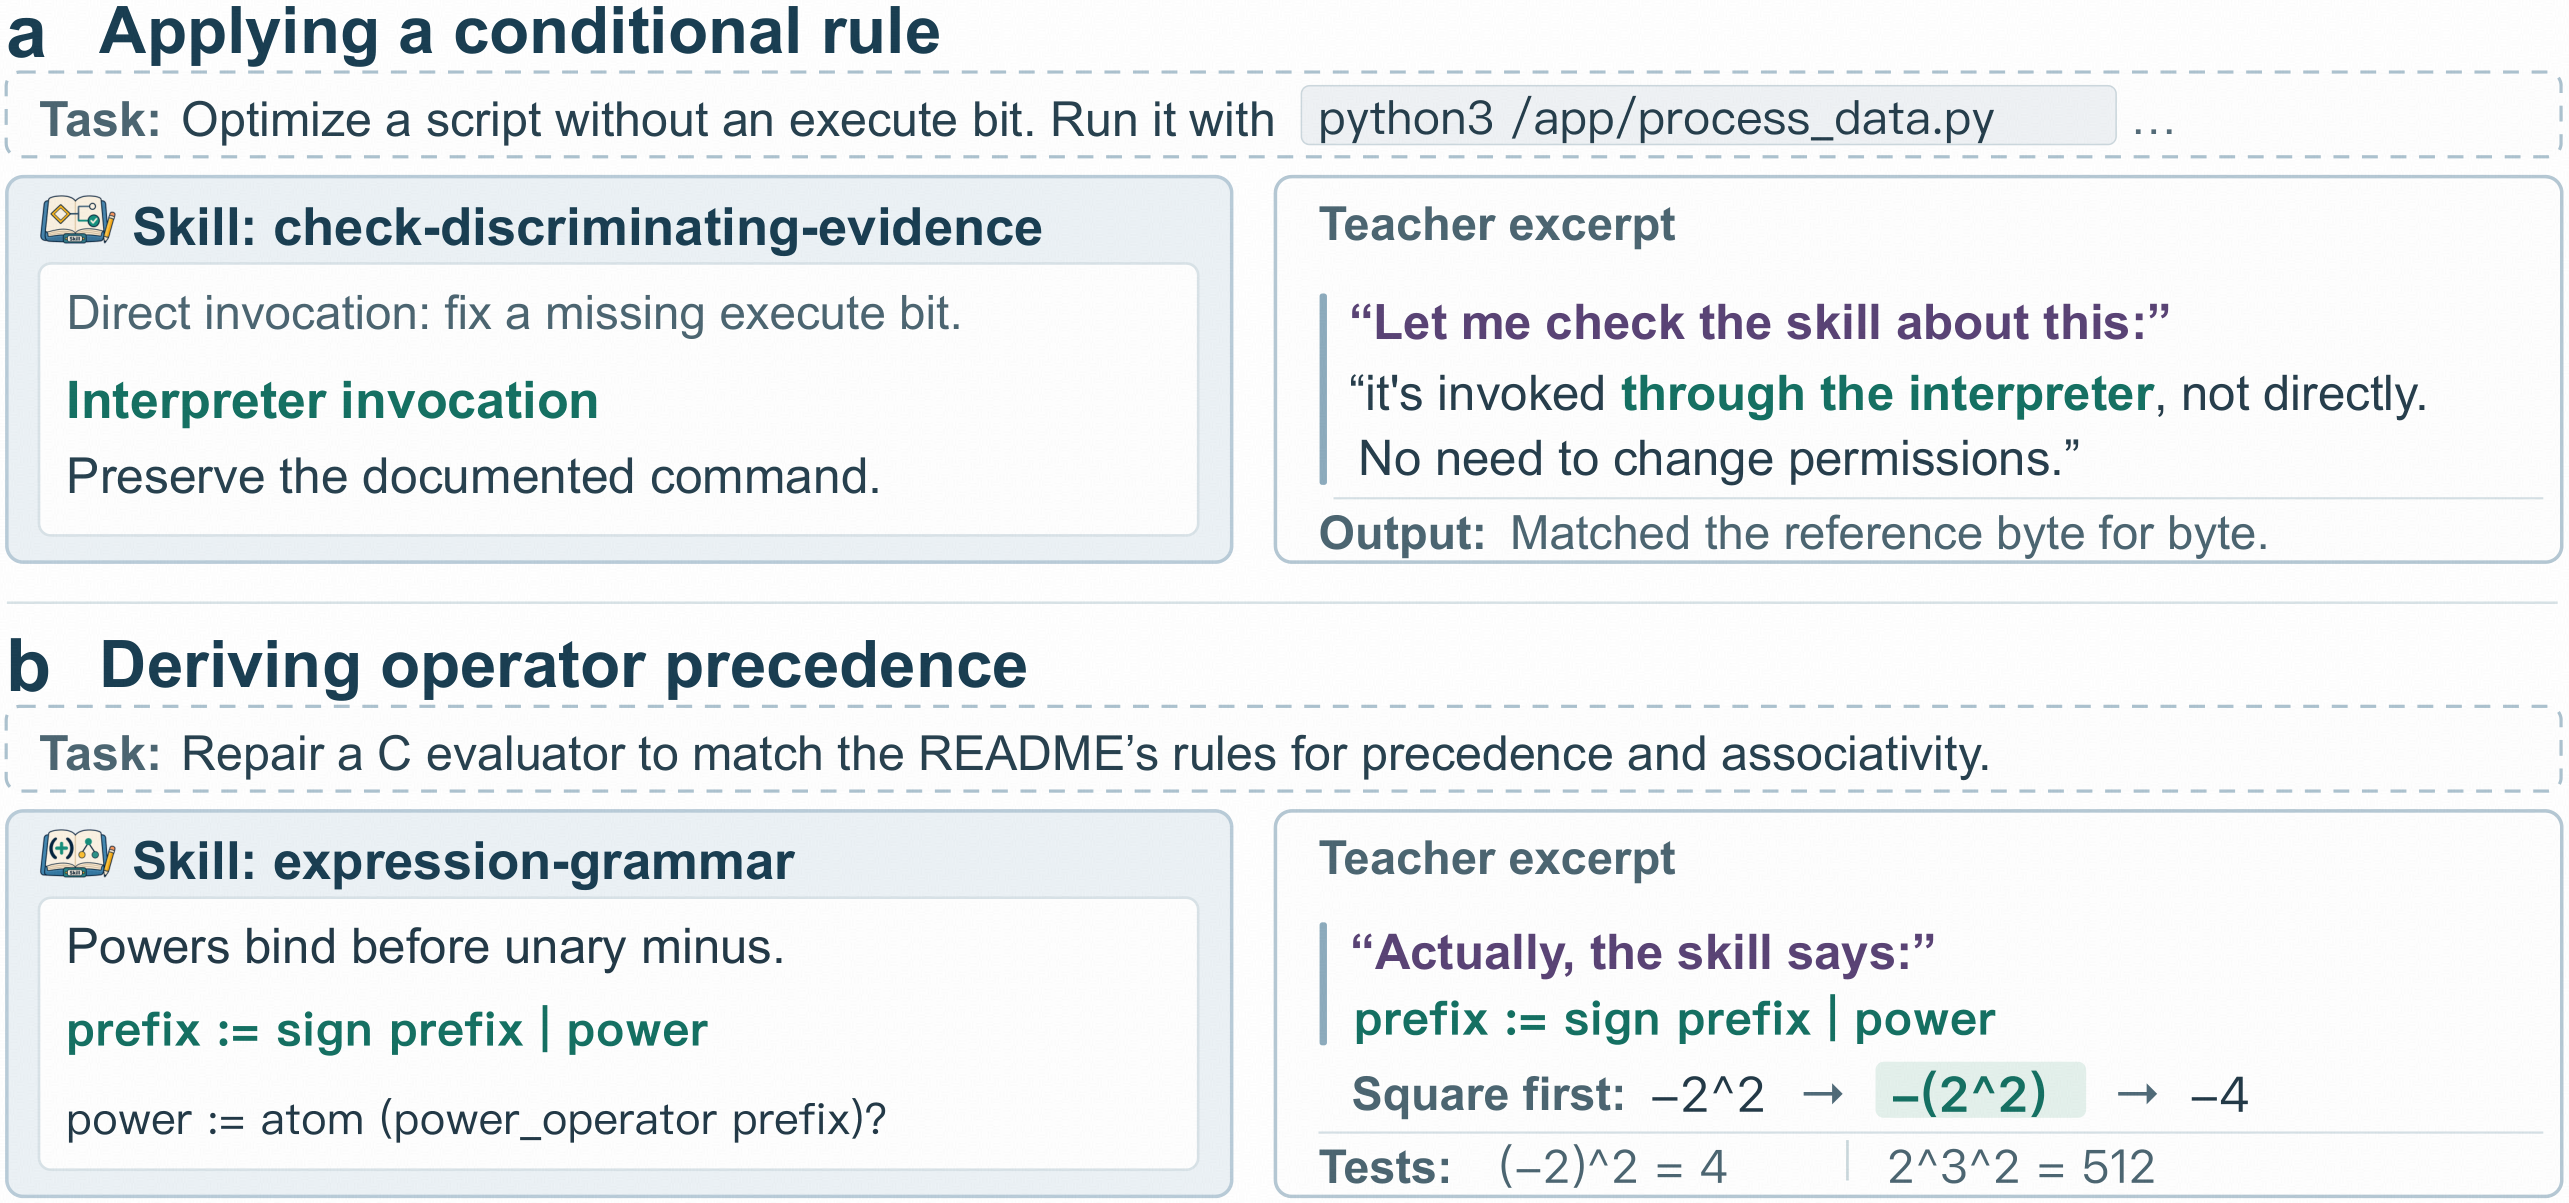 a Applying a conditional rule
Task: Optimize a script without an execute bit. Run it with python3 /app/process_data.py ...
Skill: check-discriminating-evidence
Direct invocation: fix a missing execute bit.
Interpreter invocation
Preserve the documented command.
Teacher excerpt
“Let me check the skill about this:”
“it's invoked through the interpreter, not directly.
No need to change permissions.”
Output: Matched the reference byte for byte.
b Deriving operator precedence
Task: Repair a C evaluator to match the README’s rules for precedence and associativity.
Skill: expression-grammar
Powers bind before unary minus.
prefix := sign prefix | power
power := atom (power_operator prefix)?
Teacher excerpt
“Actually, the skill says:”
prefix := sign prefix | power
Square first: −2^2 → −(2^2) → −4
Tests: (−2)^2 = 4 | 2^3^2 = 512